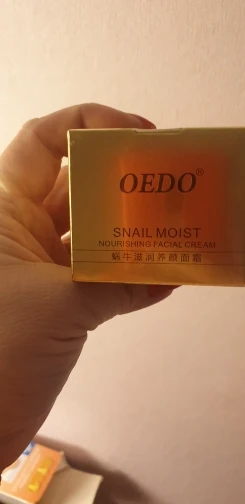 OEDO®
SNAIL MOIST
NOURISHING FACIAL CREAM
蜗牛滋润养颜面霜